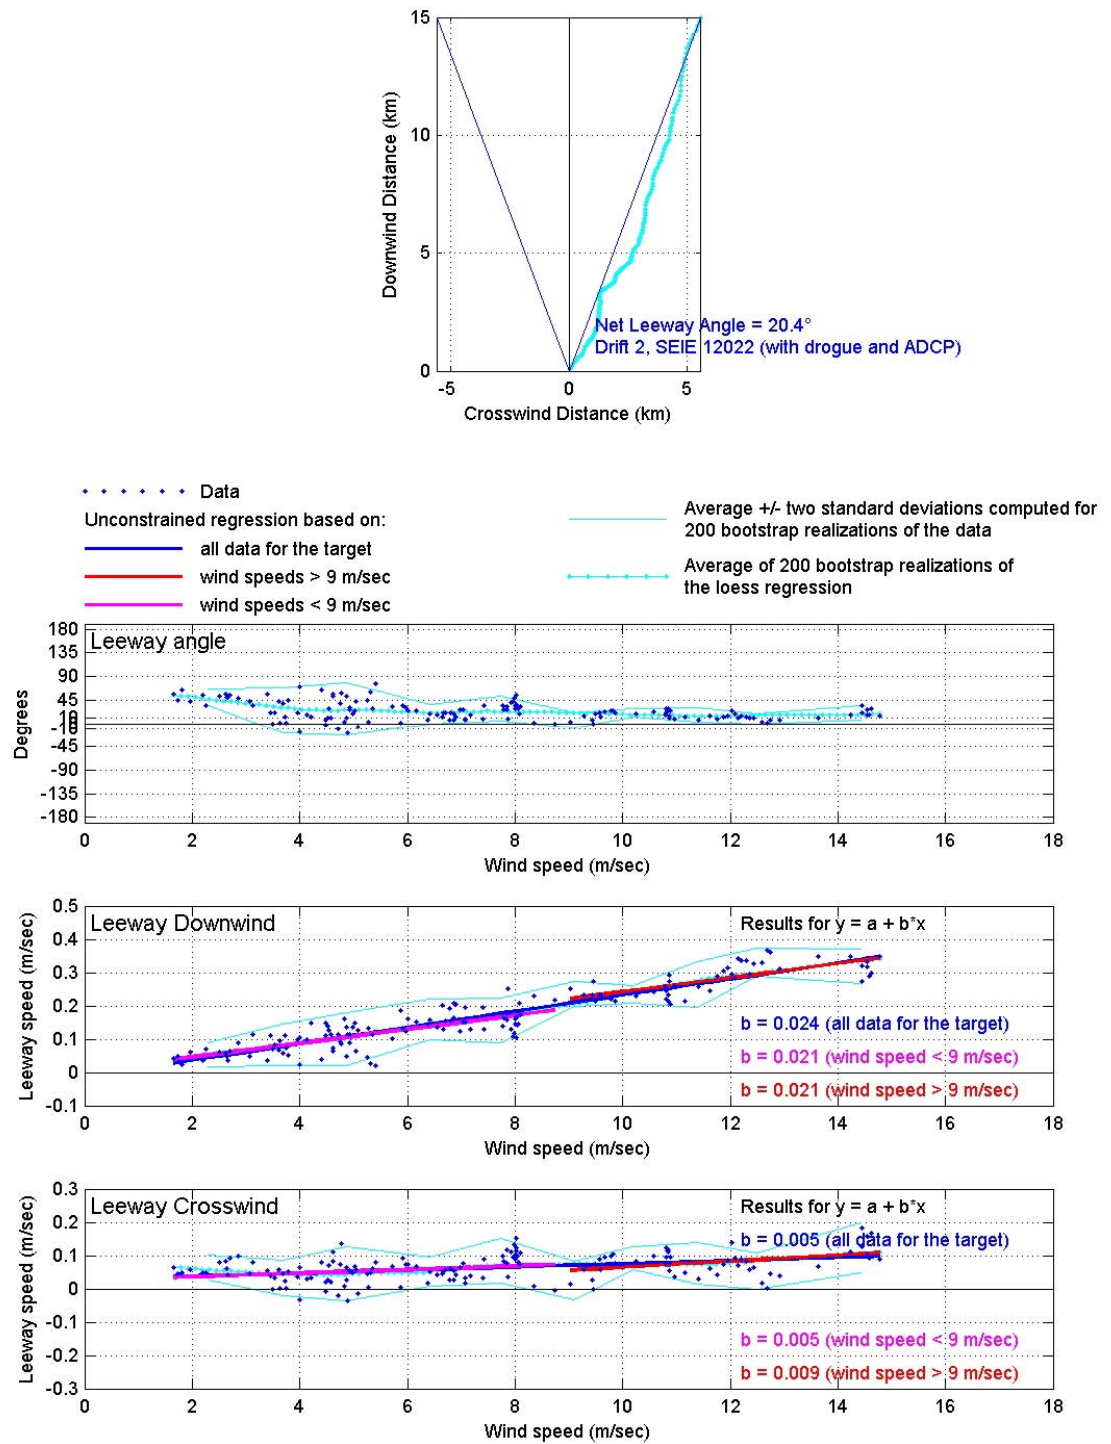 15
10
5
0
Downwind Distance (km)
-5
0
5
Crosswind Distance (km)
Net Leeway Angle = 20.4°
Drift 2, SEIE 12022 (with drogue and ADCP)
Data
Unconstrained regression based on:
all data for the target
wind speeds > 9 m/sec
wind speeds < 9 m/sec
Average +/- two standard deviations computed for
200 bootstrap realizations of the data
Average of 200 bootstrap realizations of
the loess regression
Leeway angle
180
135
90
45
10
-10
-45
-90
-135
-180
Degrees
0 2 4 6 8 10 12 14 16 18
Wind speed (m/sec)
Leeway Downwind
Results for y = a + b*x
0.5
0.4
0.3
0.2
0.1
0
-0.1
Leeway speed (m/sec)
b = 0.024 (all data for the target)
b = 0.021 (wind speed < 9 m/sec)
b = 0.021 (wind speed > 9 m/sec)
0 2 4 6 8 10 12 14 16 18
Wind speed (m/sec)
Leeway Crosswind
Results for y = a + b*x
0.3
0.2
0.1
0
-0.1
-0.2
-0.3
Leeway speed (m/sec)
b = 0.005 (all data for the target)
b = 0.005 (wind speed < 9 m/sec)
b = 0.009 (wind speed > 9 m/sec)
0 2 4 6 8 10 12 14 16 18
Wind speed (m/sec)